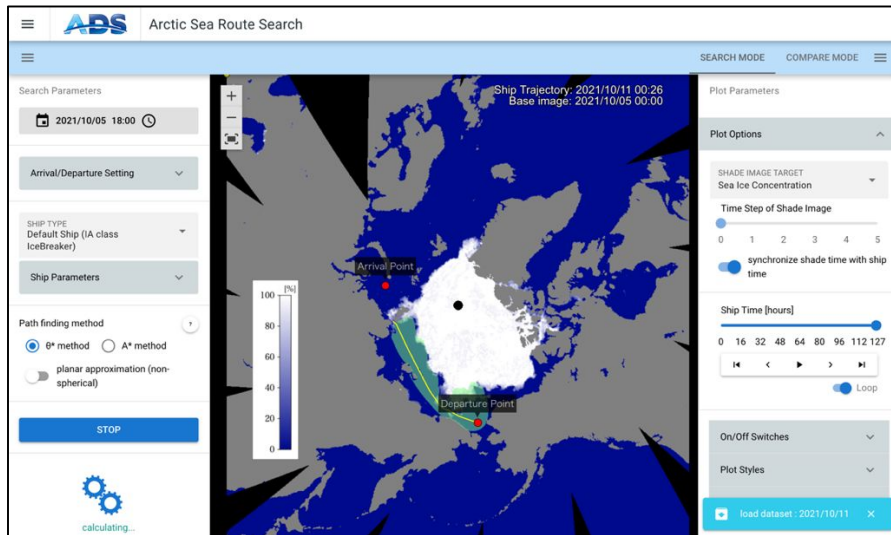 ADS Arctic Sea Route Search
SEARCH MODE COMPARE MODE
Search Parameters
2021/10/05 18:00
Arrival/Departure Setting
SHIP TYPE
Default Ship (IA class
IceBreaker)
Ship Parameters
Path finding method ?
θ* method A* method
planar approximation (non-
spherical)
STOP
calculating...
Ship Trajectory: 2021/10/11 00:26
Base image: 2021/10/05 00:00
+
−
Arrival Point
[%]
100
80
60
40
20
0
Departure Point
Plot Parameters
Plot Options
SHADE IMAGE TARGET
Sea Ice Concentration
Time Step of Shade Image
0 1 2 3 4 5
synchronize shade time with ship
time
Ship Time [hours]
0 16 32 48 64 80 96 112 127
Loop
On/Off Switches
Plot Styles
load dataset : 2021/10/11 ×